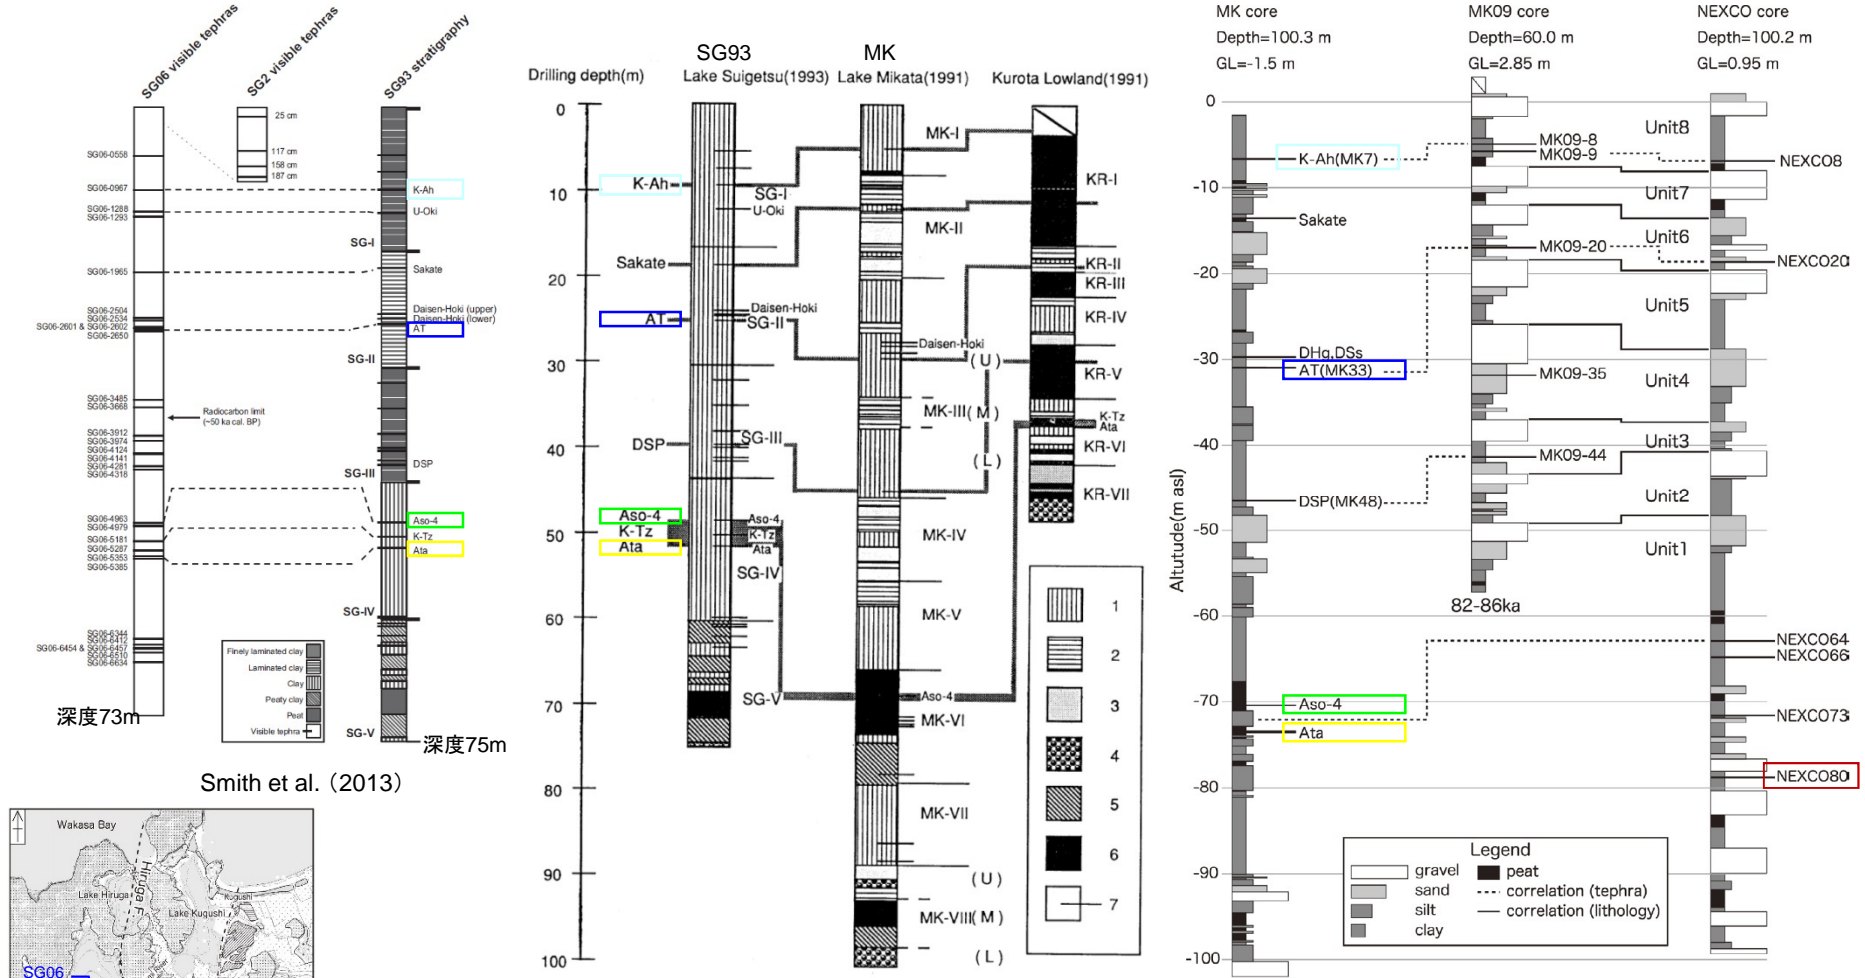 SG06 visible tephras
SG2 visible tephras
SG93 stratigraphy
25 cm
117 cm
158 cm
187 cm
SG06-0558
SG06-0967
SG06-1288
SG06-1293
SG06-1965
SG06-2504
SG06-2534
SG06-2601 & SG06-2602
SG06-2650
SG06-3485
SG06-3668
Radiocarbon limit
(~50 ka cal. BP)
SG06-3912
SG06-3974
SG06-4124
SG06-4141
SG06-4281
SG06-4318
SG06-4963
SG06-4979
SG06-5181
SG06-5287
SG06-5353
SG06-5385
SG06-6344
SG06-6412
SG06-6454 & SG06-6457
SG06-6510
SG06-6634
K-Ah
U-Oki
SG-I
Sakate
Daisen-Hoki (upper)
Daisen-Hoki (lower)
AT
SG-II
DSP
SG-III
Aso-4
K-Tz
Ata
SG-IV
SG-V
Finely laminated clay
Laminated clay
Clay
Peaty clay
Peat
Visible tephra
深度73m
深度75m
Smith et al.（2013）
Wakasa Bay
Hiruga F.
Lake Hiruga
Lake Kugushi
Kugushi
SG06
SG93
MK
Drilling depth(m)
Lake Suigetsu(1993)
Lake Mikata(1991)
Kurota Lowland(1991)
0
10
20
30
40
50
60
70
80
90
100
K-Ah
Sakate
AT
DSP
Aso-4
K-Tz
Ata
SG-I
U-Oki
Daisen-Hoki
SG-II
SG-III
Aso-4
K-Tz
Ata
SG-IV
SG-V
MK-I
MK-II
Daisen-Hoki
(U)
MK-III(M)
(L)
MK-IV
MK-V
Aso-4
MK-VI
MK-VII
(U)
MK-VIII(M)
(L)
KR-I
KR-II
KR-III
KR-IV
KR-V
K-Tz
Ata
KR-VI
KR-VII
1
2
3
4
5
6
7
MK core
Depth=100.3 m
GL=-1.5 m
MK09 core
Depth=60.0 m
GL=2.85 m
NEXCO core
Depth=100.2 m
GL=0.95 m
Altutude(m asl)
0
-10
-20
-30
-40
-50
-60
-70
-80
-90
-100
K-Ah(MK7)
Sakate
DHg,DSs
AT(MK33)
DSP(MK48)
Aso-4
Ata
MK09-8
MK09-9
MK09-20
MK09-35
MK09-44
82-86ka
Unit8
Unit7
Unit6
Unit5
Unit4
Unit3
Unit2
Unit1
NEXCO8
NEXCO20
NEXCO64
NEXCO66
NEXCO73
NEXCO80
Legend
gravel
sand
silt
clay
peat
correlation (tephra)
correlation (lithology)